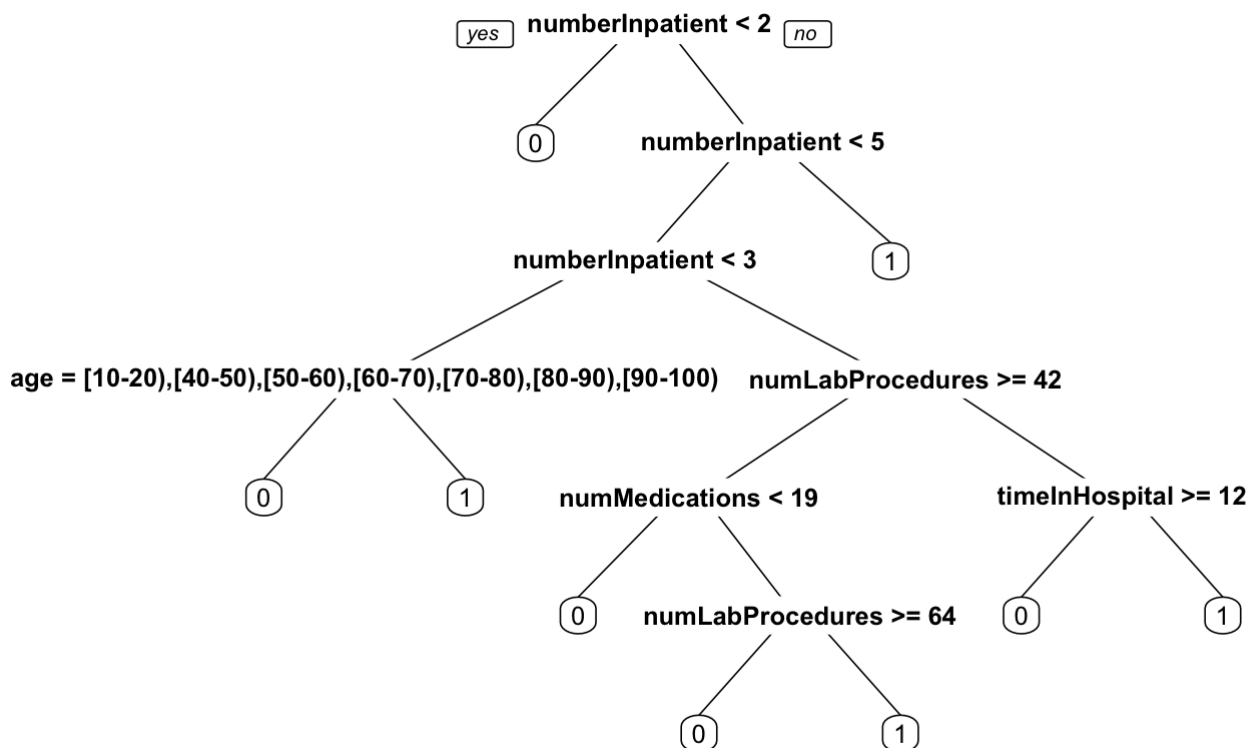 yes numberInpatient < 2 no
0 numberInpatient < 5
numberInpatient < 3 1
age = [10-20),[40-50),[50-60),[60-70),[70-80),[80-90),[90-100) numLabProcedures >= 42
0 1 numMedications < 19 timeInHospital >= 12
0 numLabProcedures >= 64 0 1
0 1